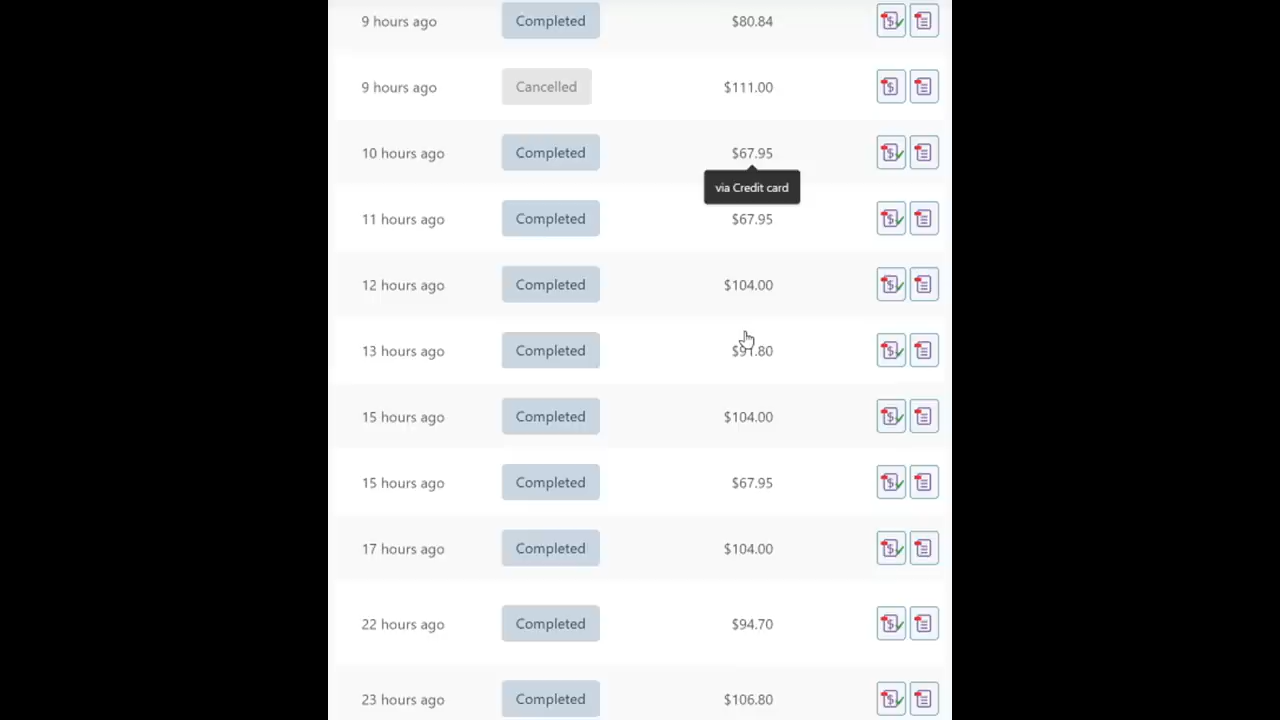 9 hours ago Completed $80.84
9 hours ago Cancelled $111.00
10 hours ago Completed $67.95
via Credit card
11 hours ago Completed $67.95
12 hours ago Completed $104.00
13 hours ago Completed $91.80
15 hours ago Completed $104.00
15 hours ago Completed $67.95
17 hours ago Completed $104.00
22 hours ago Completed $94.70
23 hours ago Completed $106.80